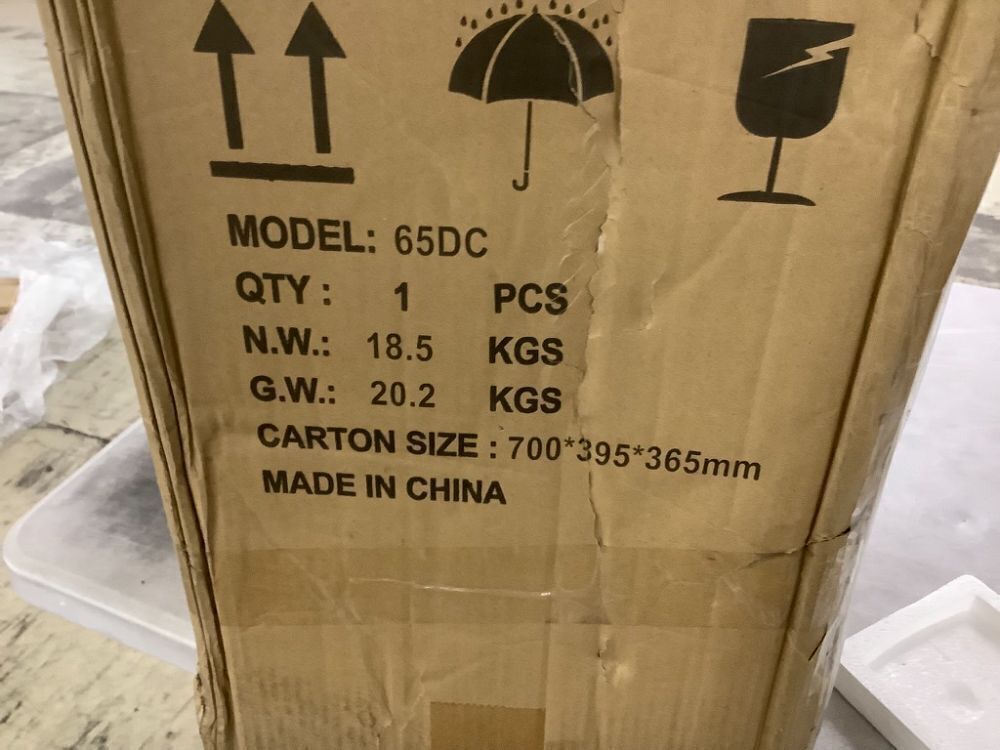 MODEL: 65DC
QTY : 1 PCS
N.W.: 18.5 KGS
G.W.: 20.2 KGS
CARTON SIZE : 700*395*365mm
MADE IN CHINA